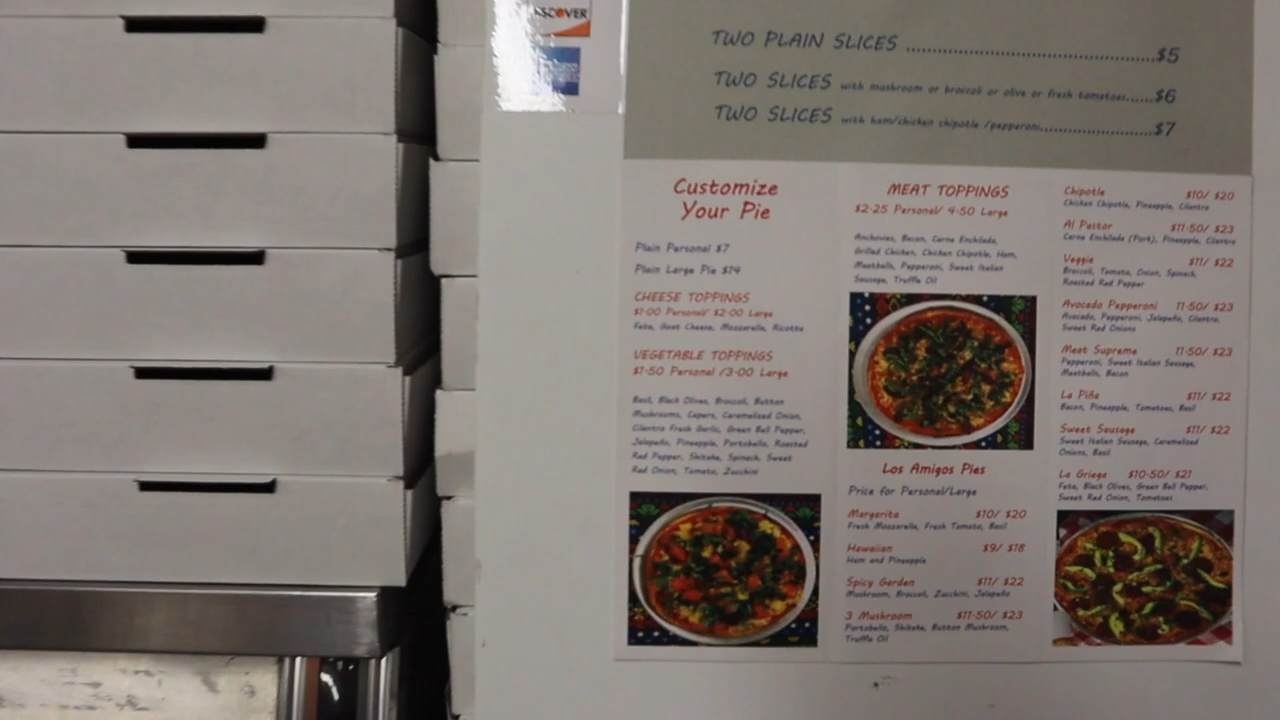 DISCOVER
TWO PLAIN SLICES ........................................$5
TWO SLICES with mushroom or broccoli or olive or fresh tomatoes......$6
TWO SLICES with ham/chicken chipotle /pepperoni......................$7
Customize
Your Pie
Plain Personal $7
Plain Large Pie $14
CHEESE TOPPINGS
$1·00 Personal/ $2·00 Large
Feta, Goat Cheese, Mozzarella, Ricotta
VEGETABLE TOPPINGS
$1·50 Personal /3·00 Large
Basil, Black Olives, Broccoli, Button
Mushrooms, Capers, Caramelized Onion,
Cilantro Fresh Garlic, Green Bell Pepper,
Jalapeño, Pineapple, Portobello, Roasted
Red Pepper, Shitake, Spinach, Sweet
Red Onion, Tomato, Zucchini
MEAT TOPPINGS
$2·25 Personal/ 4·50 Large
Anchovies, Bacon, Carne Enchilada,
Grilled Chicken, Chicken Chipotle, Ham,
Meatballs, Pepperoni, Sweet Italian
Sausage, Truffle Oil
Los Amigos Pies
Price for Personal/Large
Margarita $10/ $20
Fresh Mozzarella, Fresh Tomato, Basil
Hawaiian $9/ $18
Ham and Pineapple
Spicy Garden $11/ $22
Mushroom, Broccoli, Zucchini, Jalapeño
3 Mushroom $11·50/ $23
Portobello, Shitake, Button Mushroom,
Truffle Oil
Chipotle $10/ $20
Chicken Chipotle, Pineapple, Cilantro
Al Pastor $11·50/ $23
Carne Enchilada (Pork), Pineapple, Cilantro
Veggie $11/ $22
Broccoli, Tomato, Onion, Spinach,
Roasted Red Pepper
Avocado Pepperoni 11·50/ $23
Avocado, Pepperoni, Jalapeño, Cilantro,
Sweet Red Onions
Meat Supreme 11·50/ $23
Pepperoni, Sweet Italian Sausage,
Meatballs, Bacon
La Piña $11/ $22
Bacon, Pineapple, Tomatoes, Basil
Sweet Sausage $11/ $22
Sweet Italian Sausage, Caramelized
Onions, Basil
La Griega $10·50/ $21
Feta, Black Olives, Green Bell Pepper,
Sweet Red Onion, Tomatoes